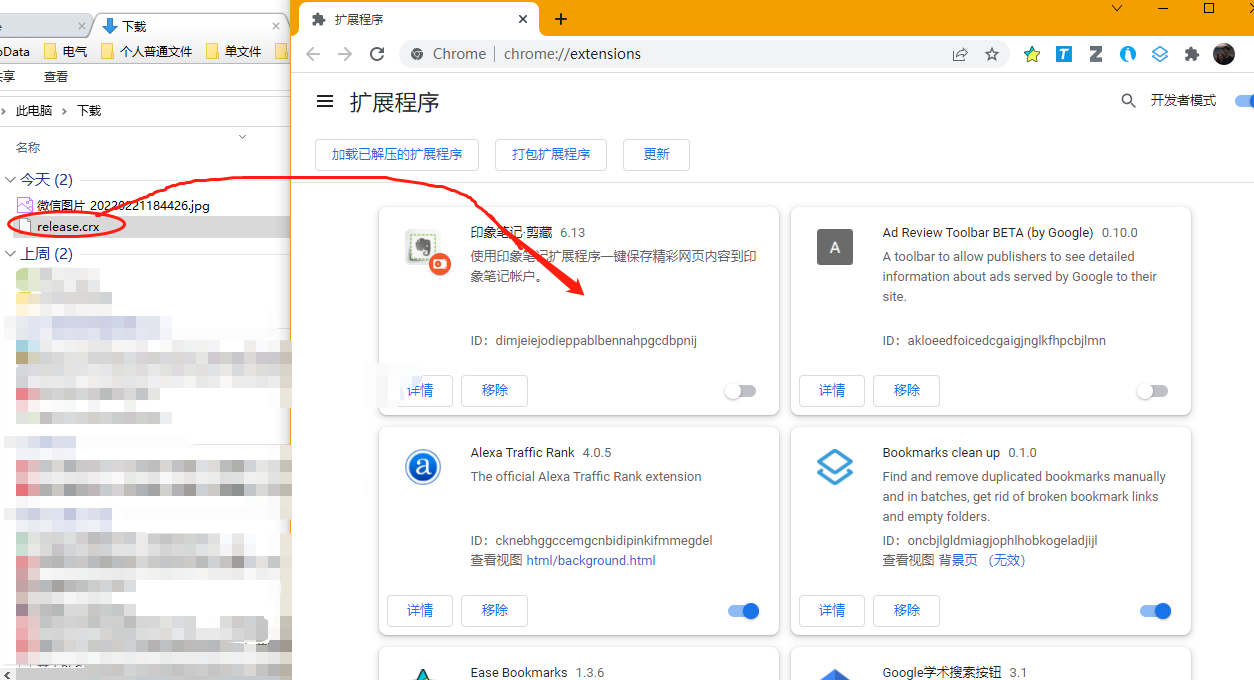 下载
扩展程序
oData
电气
个人普通文件
单文件
Chrome
chrome://extensions
享
查看
此电脑
下载
扩展程序
开发者模式
名称
加载已解压的扩展程序
打包扩展程序
更新
今天 (2)
微信图片_20220221184426.jpg
release.crx
上周 (2)
印象笔记·剪藏 6.13
使用印象笔记扩展程序一键保存精彩网页内容到印
象笔记帐户。
ID：dimjeiejodieppablbennahpgcdbpnij
详情
移除
A
Ad Review Toolbar BETA (by Google) 0.10.0
A toolbar to allow publishers to see detailed
information about ads served by Google to their
site.
ID：akloeedfoicedcgaigjnglkfhpcbjlmn
详情
移除
a
Alexa Traffic Rank 4.0.5
The official Alexa Traffic Rank extension
ID：cknebhggccemgcnbidipinkifmmegdel
查看视图 html/background.html
详情
移除
Bookmarks clean up 0.1.0
Find and remove duplicated bookmarks manually
and in batches, get rid of broken bookmark links
and empty folders.
ID：oncbjlgldmiagjophlhobkogeladjijl
查看视图 背景页 （无效）
详情
移除
Ease Bookmarks 1.3.6
Google学术搜索按钮 3.1